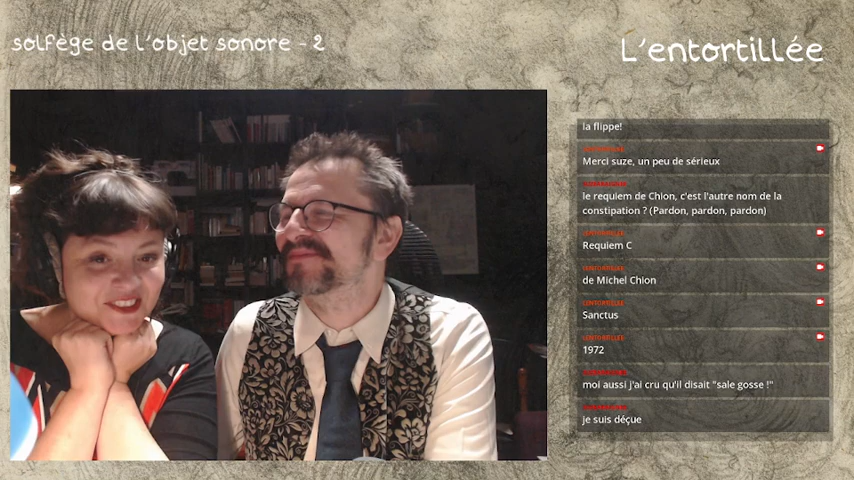 solfège de l'objet sonore - 2
L'entortillée
la flippe!
Merci suze, un peu de sérieux
le requiem de Chion, c'est l'autre nom de la
constipation ? (Pardon, pardon, pardon)
Requiem C
de Michel Chion
Sanctus
1972
moi aussi j'ai cru qu'il disait "sale gosse !"
je suis déçue